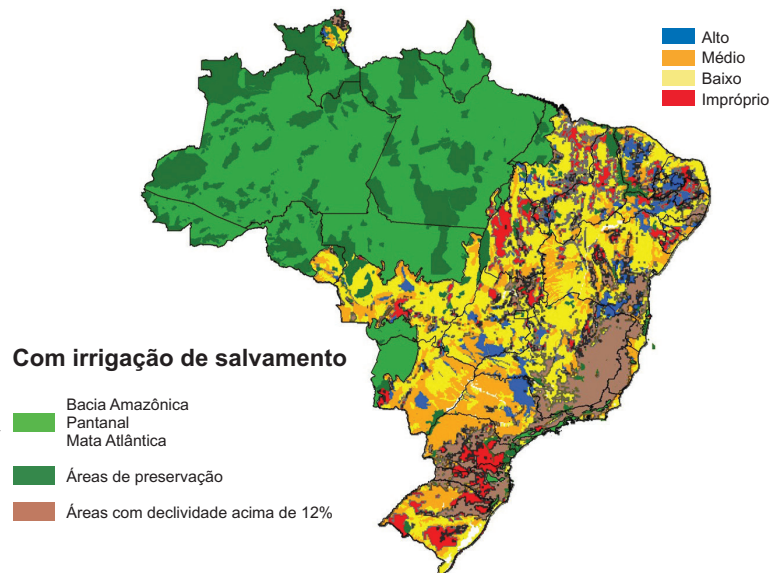 Alto
Médio
Baixo
Impróprio
Com irrigação de salvamento
Bacia Amazônica
Pantanal
Mata Atlântica
Áreas de preservação
Áreas com declividade acima de 12%